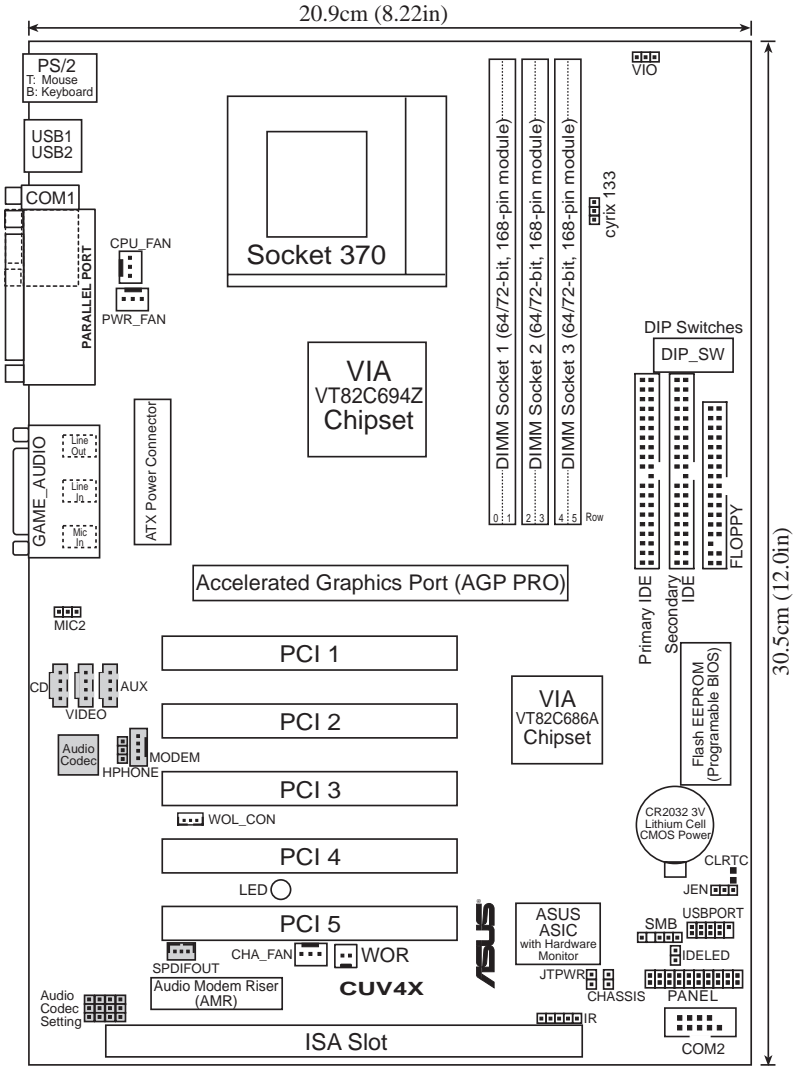 20.9cm (8.22in)
PS/2
T: Mouse
B: Keyboard
USB1
USB2
COM1
PARALLEL PORT
CPU_FAN
PWR_FAN
Socket 370
VIA
VT82C694Z
Chipset
DIMM Socket 1 (64/72-bit, 168-pin module)
DIMM Socket 2 (64/72-bit, 168-pin module)
DIMM Socket 3 (64/72-bit, 168-pin module)
0 1 2 3 4 5 Row
VIO
cyrix 133
DIP Switches
DIP_SW
Primary IDE
Secondary
IDE
FLOPPY
30.5cm (12.0in)
GAME_AUDIO
Line
Out
Line
In
Mic
In
ATX Power Connector
Accelerated Graphics Port (AGP PRO)
MIC2
CD
AUX
VIDEO
Audio
Codec
MODEM
HPHONE
PCI 1
PCI 2
PCI 3
WOL_CON
PCI 4
LED
PCI 5
VIA
VT82C686A
Chipset
Flash EEPROM
(Programable BIOS)
CR2032 3V
Lithium Cell
CMOS Power
CLRTC
JEN
USBPORT
SMB
IDELED
SPDIFOUT
CHA_FAN
WOR
ASUS
®
ASUS
ASIC
with Hardware
Monitor
JTPWR
CHASSIS
PANEL
Audio Modem Riser
(AMR)
CUV4X
Audio
Codec
Setting
IR
COM2
ISA Slot